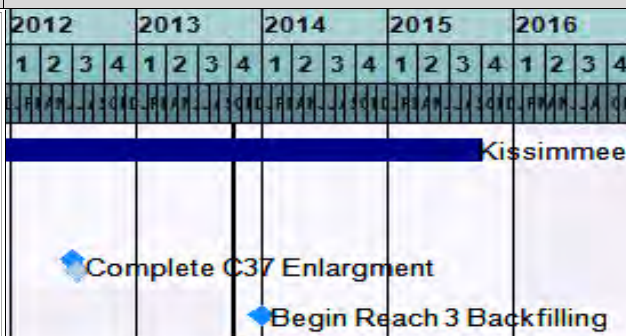 2012 2013 2014 2015 2016
1 2 3 4 1 2 3 4 1 2 3 4 1 2 3 4 1 2 3 4
Kissimmee
Complete C37 Enlargment
Begin Reach 3 Backfilling